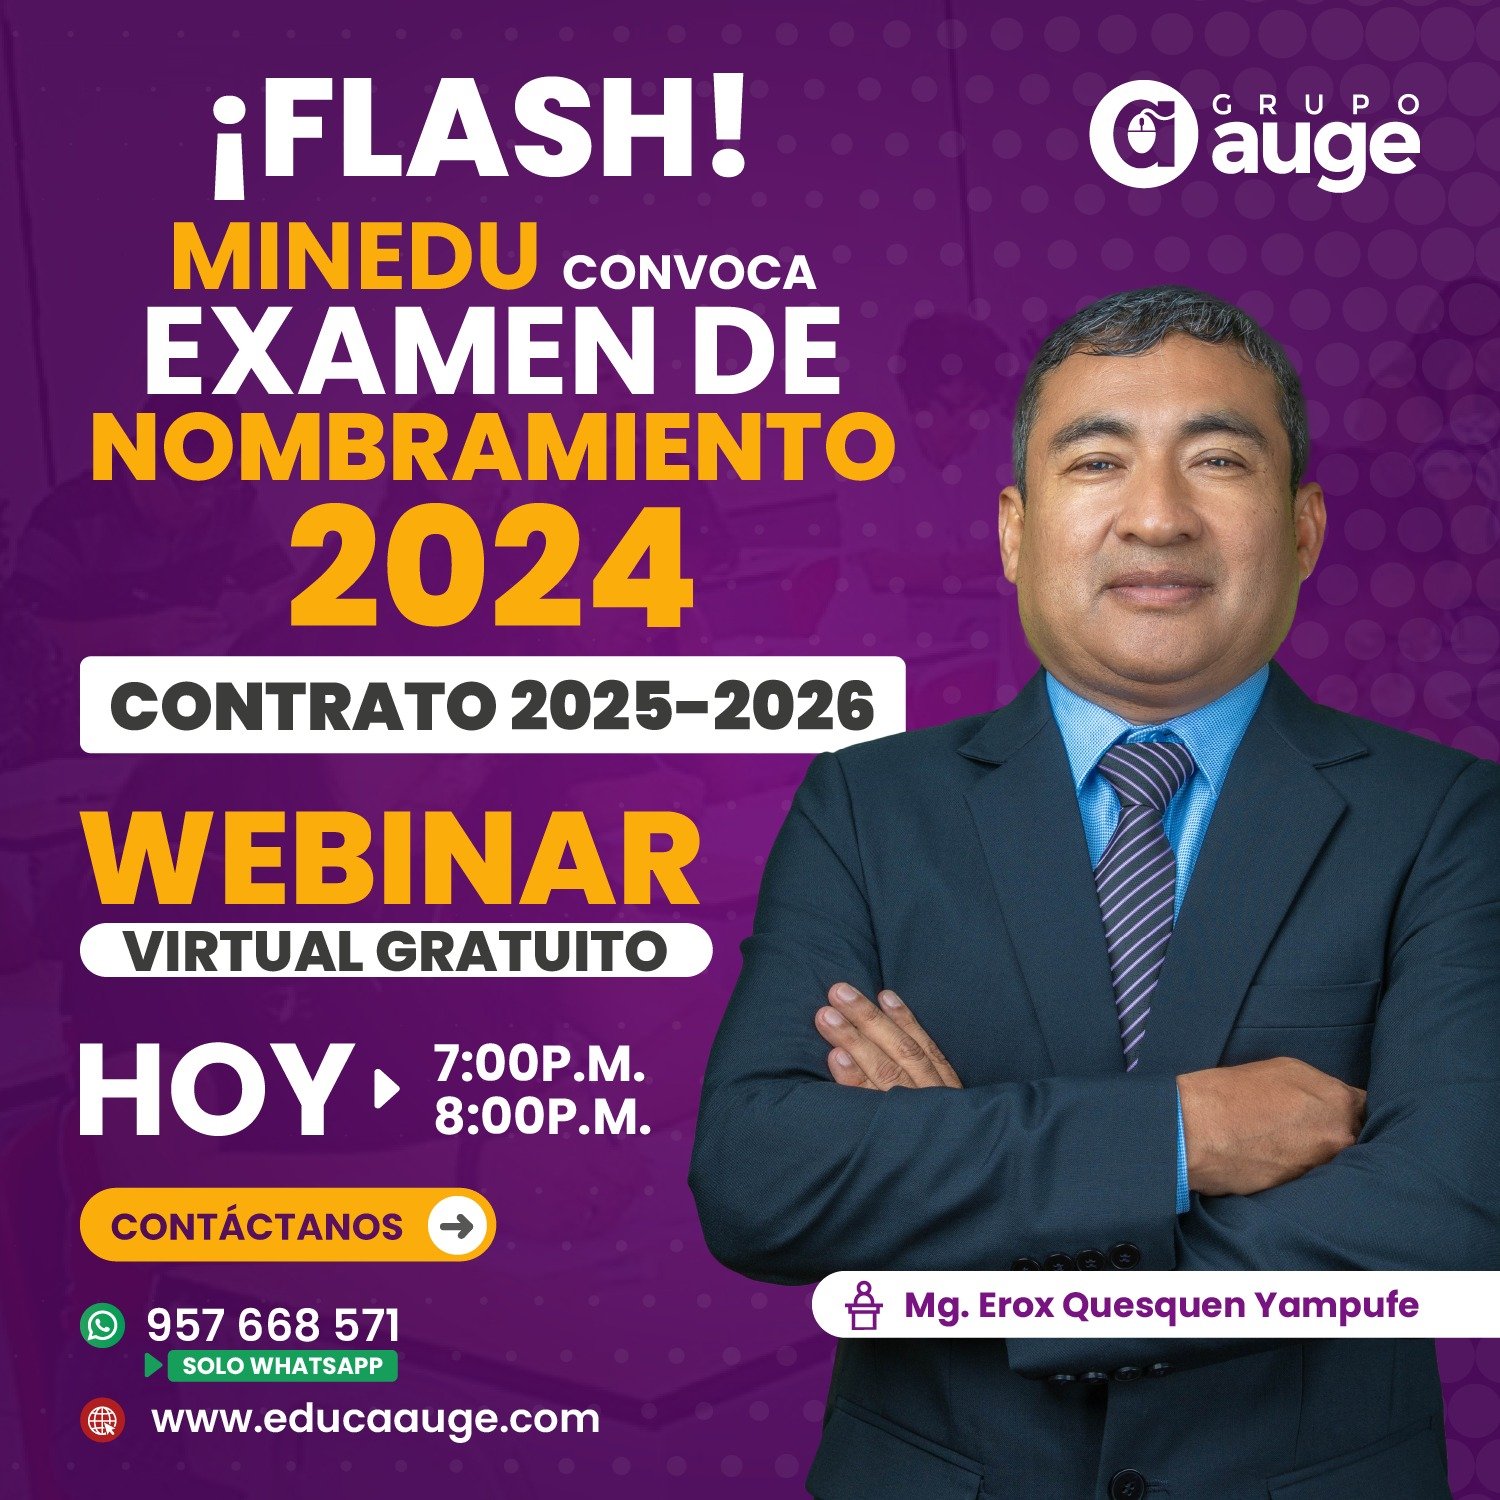 ¡FLASH!
GRUPO
auge
MINEDU CONVOCA
EXAMEN DE
NOMBRAMIENTO
2024
CONTRATO 2025-2026
WEBINAR
VIRTUAL GRATUITO
HOY
7:00P.M.
8:00P.M.
CONTÁCTANOS
Mg. Erox Quesquen Yampufe
957 668 571
SOLO WHATSAPP
www.educaauge.com